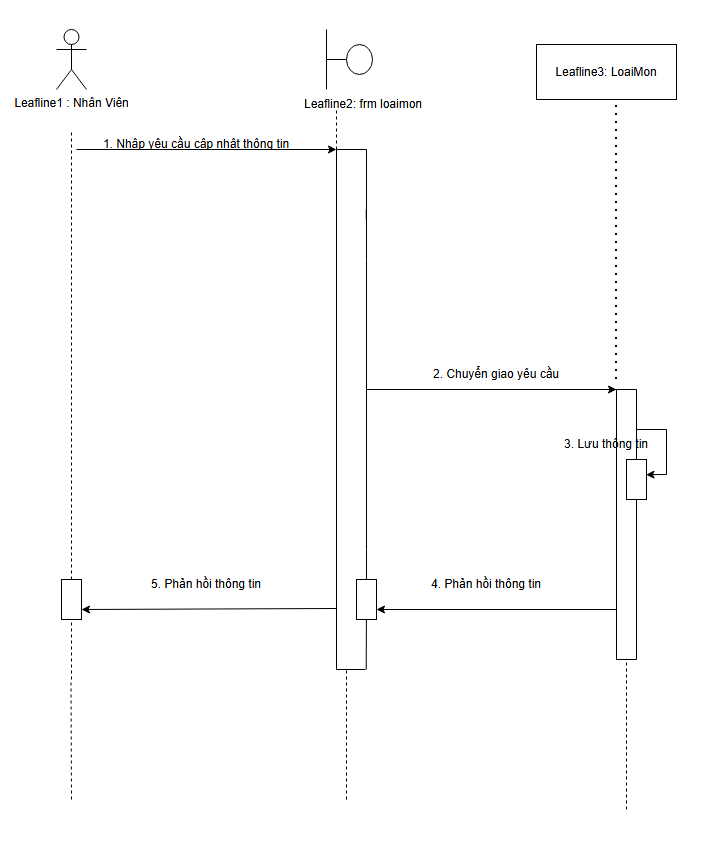 Leafline1 : Nhân Viên
Leafline2: frm loaimon
Leafline3: LoaiMon
1. Nhập yêu cầu cập nhật thông tin
2. Chuyển giao yêu cầu
3. Lưu thông tin
5. Phản hồi thông tin
4. Phản hồi thông tin